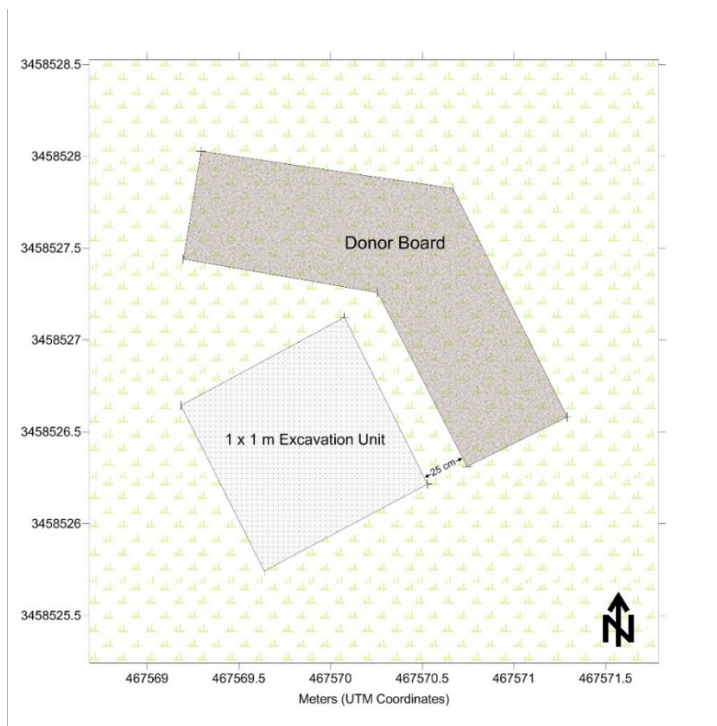 3458528.5
3458528
Donor Board
3458527.5
3458527
3458526.5
1 x 1 m Excavation Unit
25 cm
3458526
3458525.5
N
467569
467569.5
467570
467570.5
467571
467571.5
Meters (UTM Coordinates)